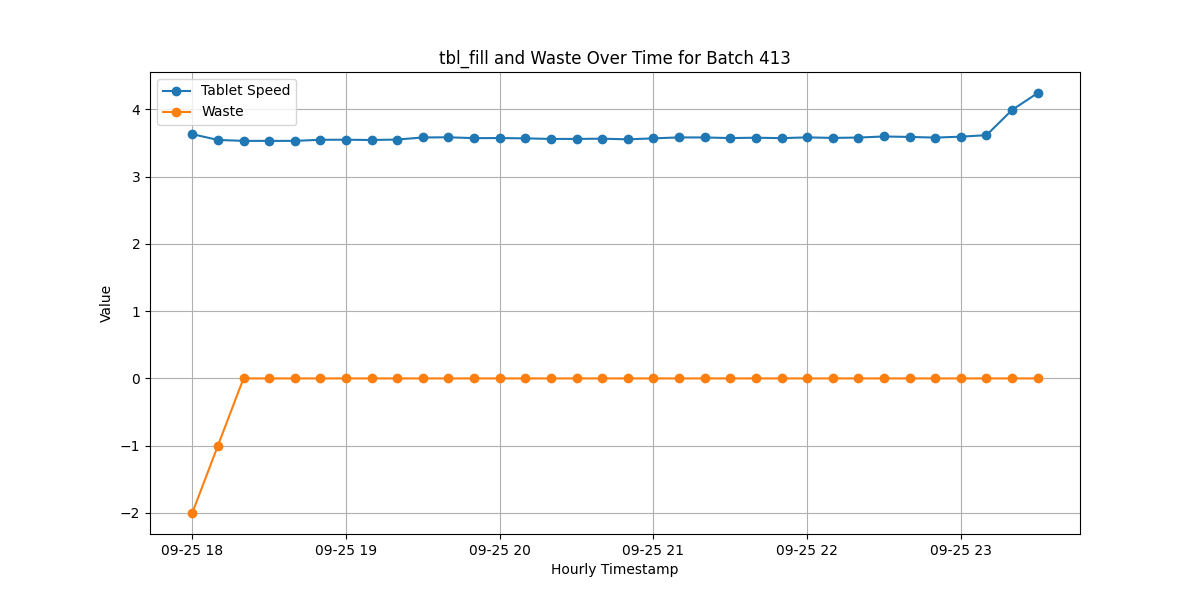 tbl_fill and Waste Over Time for Batch 413
Tablet Speed
Waste
Value
4
3
2
1
0
−1
−2
09-25 18
09-25 19
09-25 20
09-25 21
09-25 22
09-25 23
Hourly Timestamp